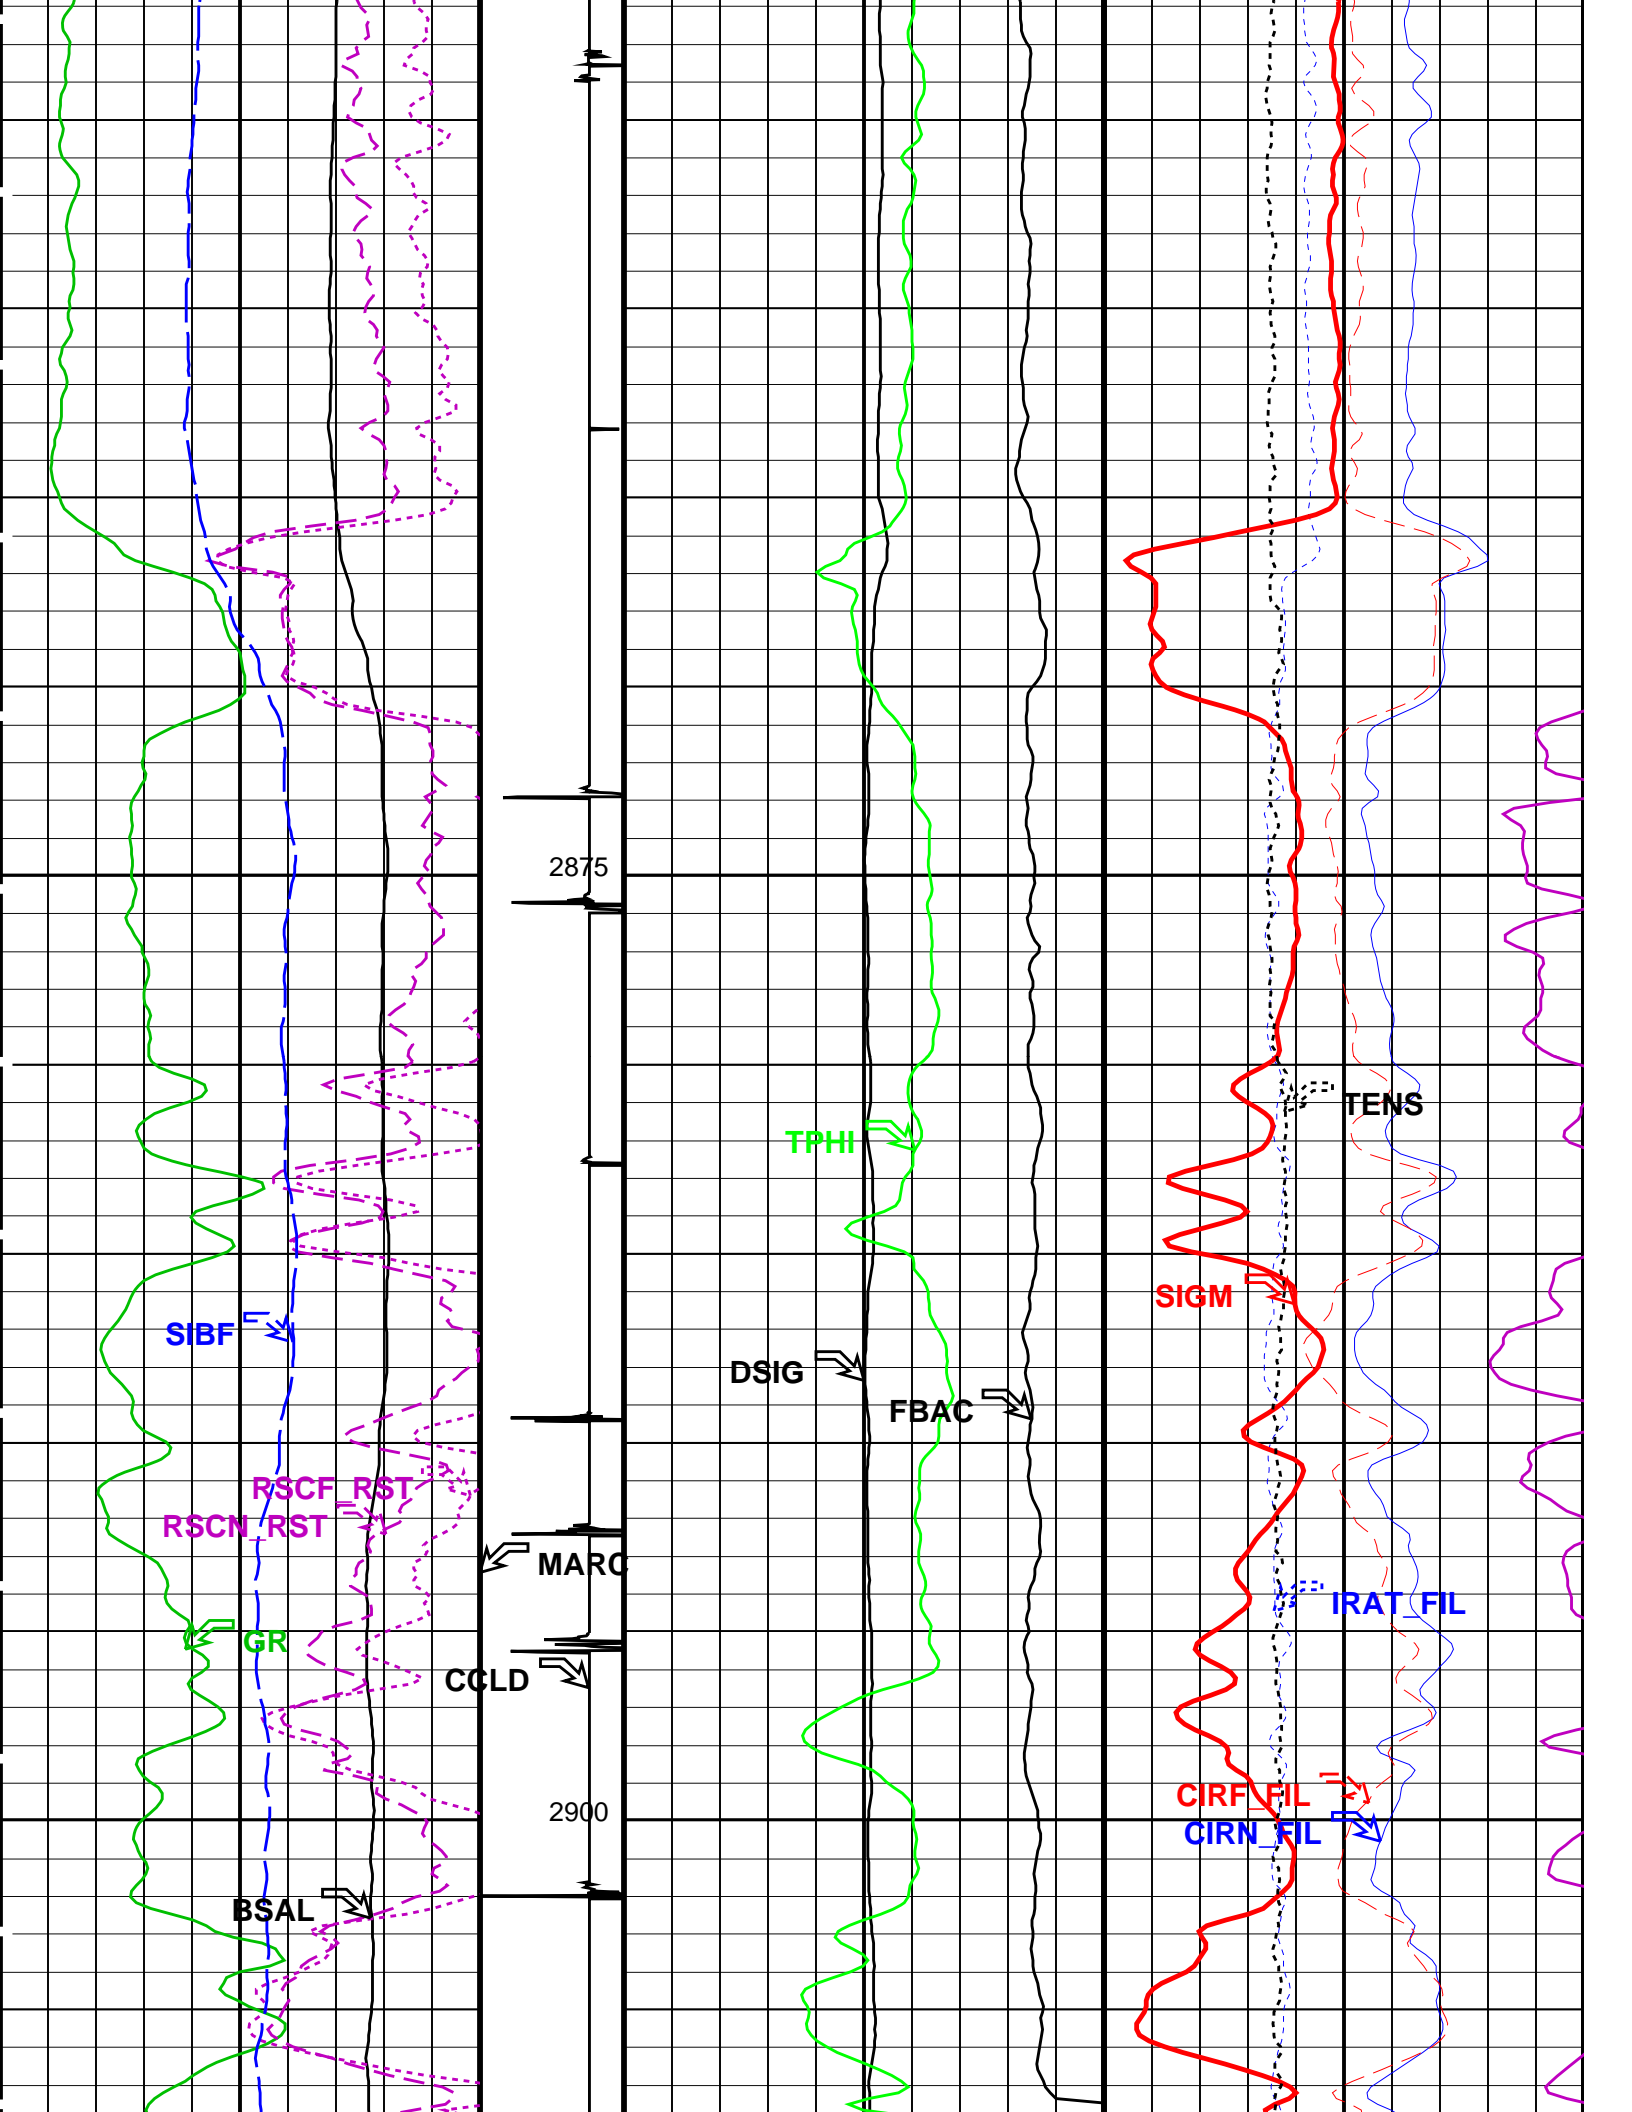 2875
TENS
TPHI
SIGM
SIBF
DSIG
FBAC
RSCF_RST
RSCN_RST
MARC
IRAT_FIL
GR
CCLD
CIRF_FIL
2900
CIRN_FIL
BSAL